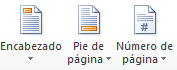 Encabezado Pie de Número de
página página
#